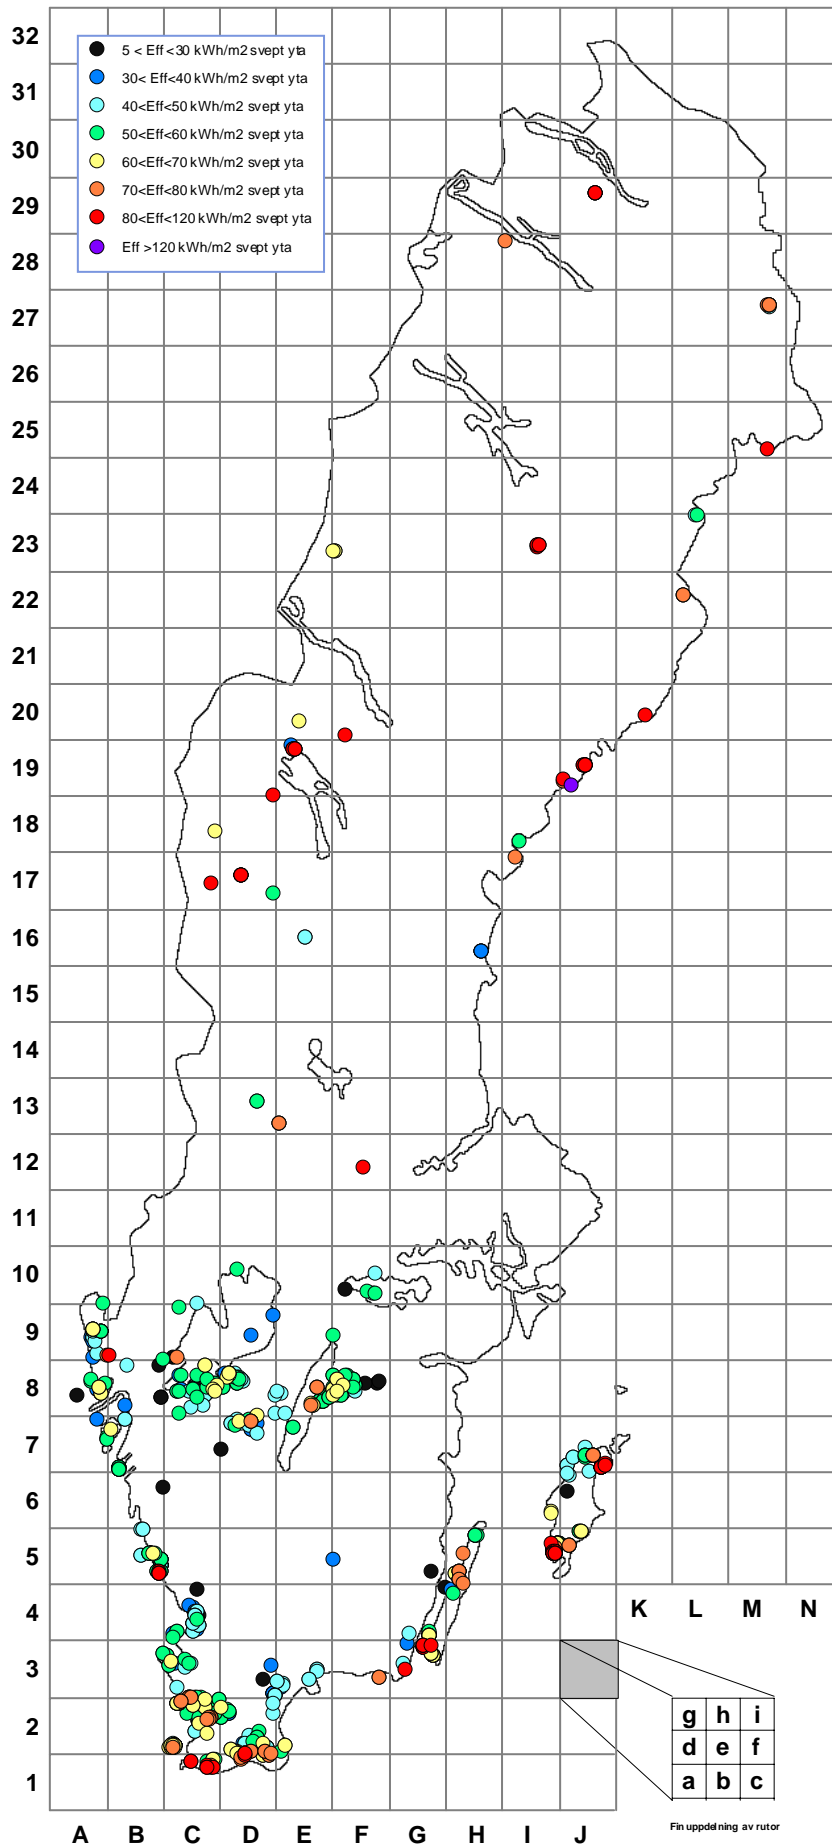 32
5 < Eff<30 kWh/m2 svept yta
30< Eff<40 kWh/m2 svept yta
31
40<Eff<50 kWh/m2 svept yta
50<Eff<60 kWh/m2 svept yta
30
60<Eff<70 kWh/m2 svept yta
70<Eff<80 kWh/m2 svept yta
29
80<Eff<120 kWh/m2 svept yta
Eff >120 kWh/m2 svept yta
28
27
26
25
24
23
22
21
20
19
18
17
16
15
14
13
12
11
10
9
8
7
6
5
4
K L M N
3
g h i
2
d e f
a b c
1
Finuppdelning av rutor
A B C D E F G H I J